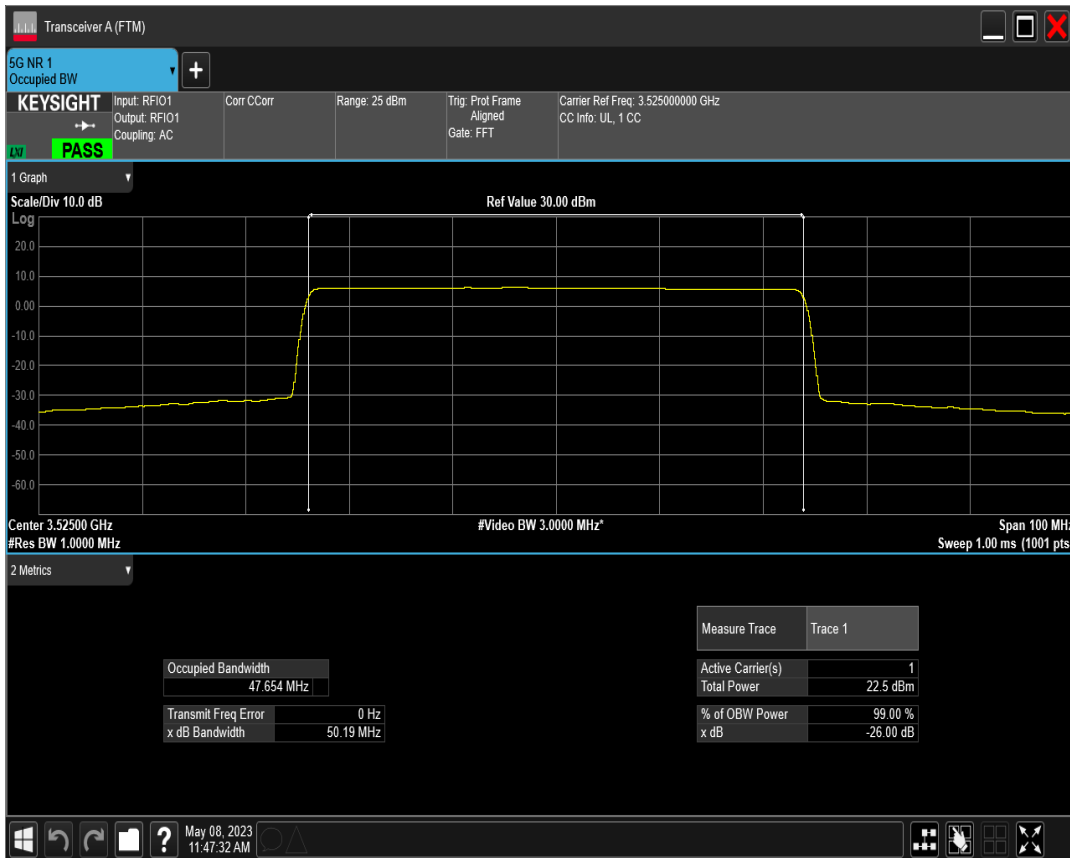 Transceiver A (FTM)
5G NR 1
Occupied BW
+
KEYSIGHT
LXI
PASS
Input: RFIO1
Output: RFIO1
Coupling: AC
Corr CCorr
Range: 25 dBm
Trig: Prot Frame
Aligned
Gate: FFT
Carrier Ref Freq: 3.525000000 GHz
CC Info: UL, 1 CC
1 Graph
Scale/Div 10.0 dB
Ref Value 30.00 dBm
Log
20.0
10.0
0.00
-10.0
-20.0
-30.0
-40.0
-50.0
-60.0
Center 3.52500 GHz
#Video BW 3.0000 MHz*
Span 100 MHz
#Res BW 1.0000 MHz
Sweep 1.00 ms (1001 pts
2 Metrics
Measure Trace Trace 1
Occupied Bandwidth
47.654 MHz
Transmit Freq Error 0 Hz
x dB Bandwidth 50.19 MHz
Active Carrier(s) 1
Total Power 22.5 dBm
% of OBW Power 99.00 %
x dB -26.00 dB
?
May 08, 2023
11:47:32 AM